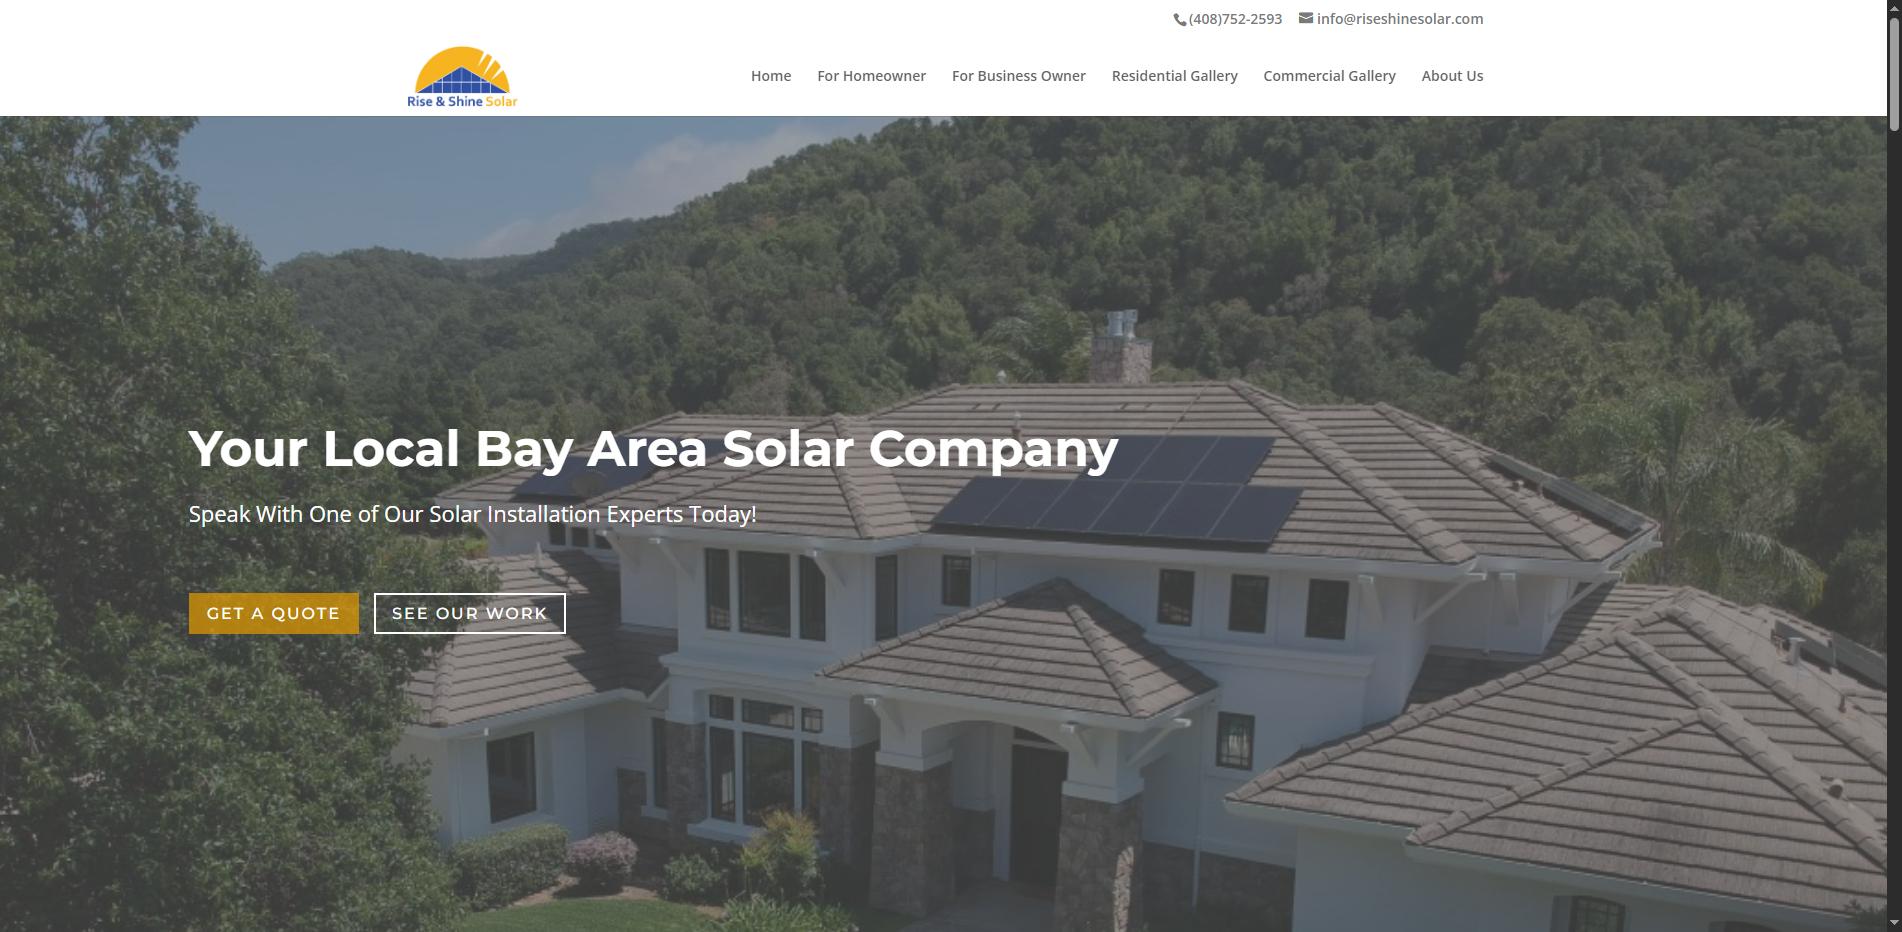 (408)752-2593 info@riseshinesolar.com
Rise & Shine Solar
Home For Homeowner For Business Owner Residential Gallery Commercial Gallery About Us
Your Local Bay Area Solar Company
Speak With One of Our Solar Installation Experts Today!
GET A QUOTE SEE OUR WORK